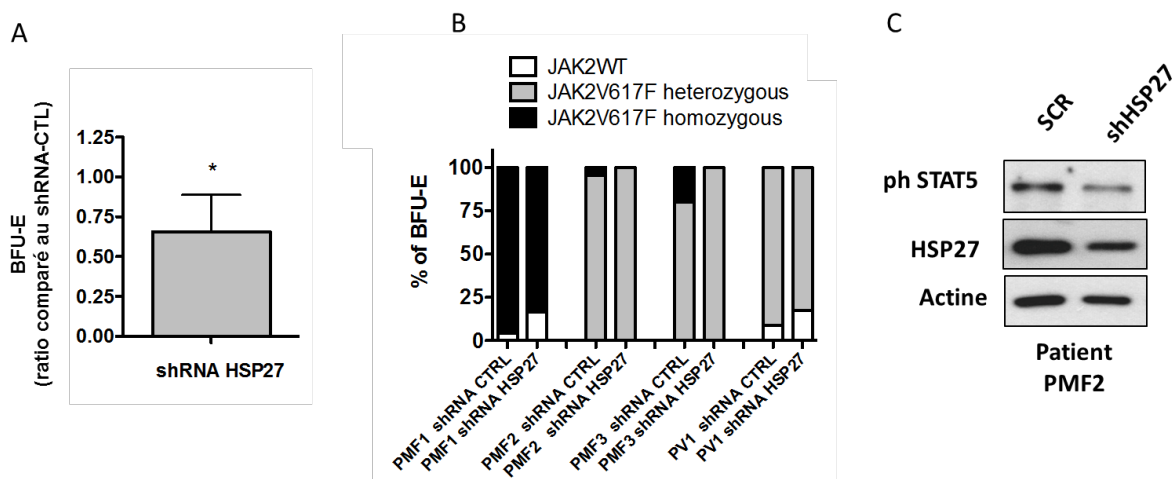 A
B
C
BFU-E
(ratio comparé au shRNA-CTL)
1.25
1.00
0.75
0.50
0.25
0.00
*
shRNA HSP27
JAK2WT
JAK2V617F heterozygous
JAK2V617F homozygous
% of BFU-E
100
75
50
25
0
PMF1 shRNA CTRL
PMF1 shRNA HSP27
PMF2 shRNA CTRL
PMF2 shRNA HSP27
PMF3 shRNA CTRL
PMF3 shRNA HSP27
PV1 shRNA CTRL
PV1 shRNA HSP27
SCR
shHSP27
ph STAT5
HSP27
Actine
Patient
PMF2